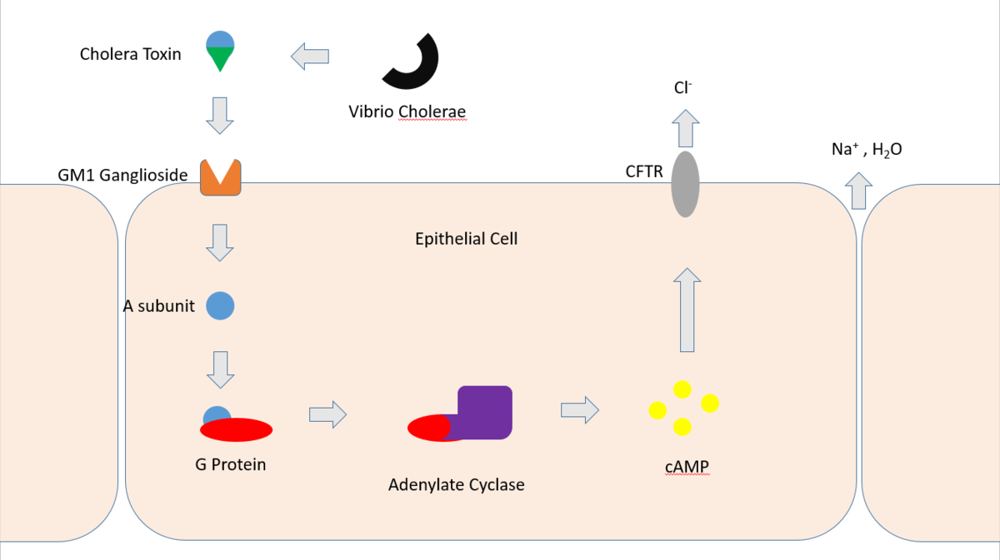 Cholera Toxin
Vibrio Cholerae
Cl⁻
Na⁺ , H₂O
GM1 Ganglioside
CFTR
Epithelial Cell
A subunit
G Protein
Adenylate Cyclase
cAMP